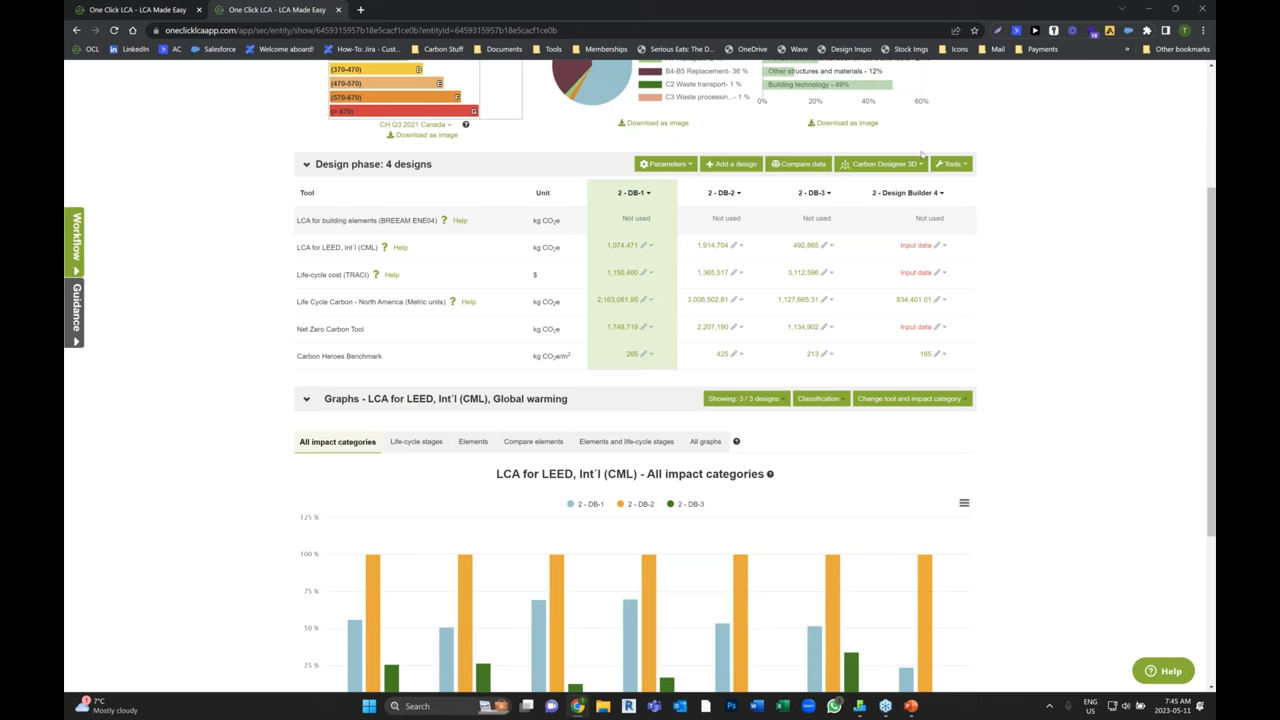 One Click LCA - LCA Made Easy
One Click LCA - LCA Made Easy
oneclicklcaapp.com/app/sec/entity/show/6459315957b18e5cacf1ce0b?entityId=6459315957b18e5cacf1ce0b
OCL LinkedIn AC Salesforce Welcome aboard! How-To: Jira - Cust... Carbon Stuff Documents Tools Memberships Serious Eats: The D... OneDrive Wave Design Inspo Stock Imgs Icons Mail Payments » Other bookmarks
(370-470) D
(470-570) E
(570-670) F
(> 670) G
CH Q3 2021 Canada
Download as image
B4-B5 Replacement- 36 %
C2 Waste transport- 1 %
C3 Waste processin...- 1 %
Download as image
Other structures and materials - 12%
Building technology - 49%
0% 20% 40% 60%
Download as image
Workflow
Guidance
Design phase: 4 designs
Parameters Add a design Compare data Carbon Designer 3D Tools
Tool Unit 2 - DB-1 2 - DB-2 2 - DB-3 2 - Design Builder 4
LCA for building elements (BREEAM ENE04) ? Help kg CO2e Not used Not used Not used Not used
LCA for LEED, Int´l (CML) ? Help kg CO2e 1,074,471 1,914,704 492,865 Input data
Life-cycle cost (TRACI) ? Help $ 1,150,400 1,365,517 3,112,596 Input data
Life Cycle Carbon - North America (Metric units) ? Help kg CO2e 2,163,061.95 3,006,502.81 1,127,665.31 834,401.01
Net Zero Carbon Tool kg CO2e 1,748,719 2,207,190 1,134,902 Input data
Carbon Heroes Benchmark kg CO2e/m2 265 425 213 165
Graphs - LCA for LEED, Int´l (CML), Global warming
Showing: 3 / 3 designs Classification Change tool and impact category
All impact categories Life-cycle stages Elements Compare elements Elements and life-cycle stages All graphs
LCA for LEED, Int´l (CML) - All impact categories
2 - DB-1 2 - DB-2 2 - DB-3
125 %
100 %
75 %
50 %
25 %
Help
7°C
Mostly cloudy
Search
ENG
US
7:45 AM
2023-05-11